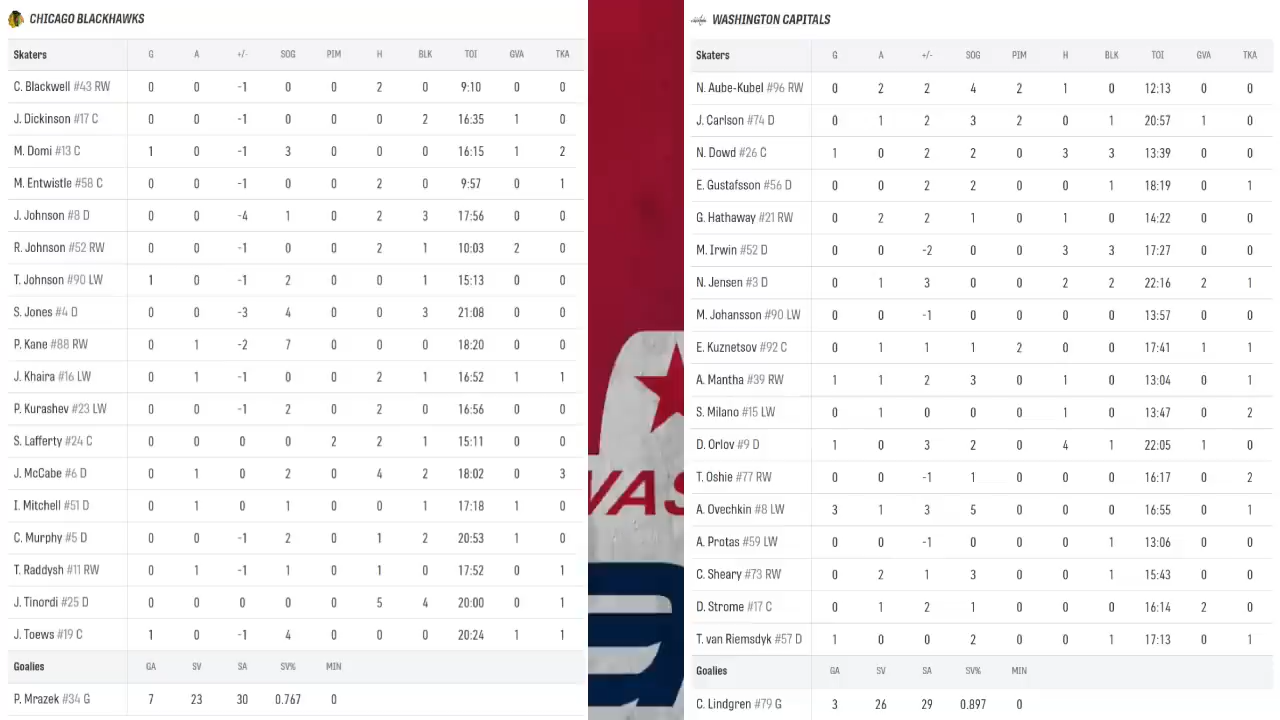 CHICAGO BLACKHAWKS
Skaters G A +/- SOG PIM H BLK TOI GVA TKA
C. Blackwell #43 RW 0 0 -1 0 0 2 0 9:10 0 0
J. Dickinson #17 C 0 0 -1 0 0 0 2 16:35 1 0
M. Domi #13 C 1 0 -1 3 0 0 0 16:15 1 2
M. Entwistle #58 C 0 0 -1 0 0 2 0 9:57 0 1
J. Johnson #8 D 0 0 -4 1 0 2 3 17:56 0 0
R. Johnson #52 RW 0 0 -1 0 0 2 1 10:03 2 0
T. Johnson #90 LW 1 0 -1 2 0 0 1 15:13 0 0
S. Jones #4 D 0 0 -3 4 0 0 3 21:08 0 0
P. Kane #88 RW 0 1 -2 7 0 0 0 18:20 0 0
J. Khaira #16 LW 0 1 -1 0 0 2 1 16:52 1 1
P. Kurashev #23 LW 0 0 -1 2 0 2 0 16:56 0 0
S. Lafferty #24 C 0 0 0 0 2 2 1 15:11 0 0
J. McCabe #6 D 0 1 0 2 0 4 2 18:02 0 3
I. Mitchell #51 D 0 1 0 1 0 0 1 17:18 1 0
C. Murphy #5 D 0 0 -1 2 0 1 2 20:53 1 0
T. Raddysh #11 RW 0 1 -1 1 0 1 0 17:52 0 1
J. Tinordi #25 D 0 0 0 0 0 5 4 20:00 0 1
J. Toews #19 C 1 0 -1 4 0 0 0 20:24 1 1
Goalies GA SV SA SV% MIN
P. Mrazek #34 G 7 23 30 0.767 0
WAS
WASHINGTON CAPITALS
Skaters G A +/- SOG PIM H BLK TOI GVA TKA
N. Aube-Kubel #96 RW 0 2 2 4 2 1 0 12:13 0 0
J. Carlson #74 D 0 1 2 3 2 0 1 20:57 1 0
N. Dowd #26 C 1 0 2 2 0 3 3 13:39 0 0
E. Gustafsson #56 D 0 0 2 2 0 0 1 18:19 0 1
G. Hathaway #21 RW 0 2 2 1 0 1 0 14:22 0 0
M. Irwin #52 D 0 0 -2 0 0 3 3 17:27 0 0
N. Jensen #3 D 0 1 3 0 0 2 2 22:16 2 1
M. Johansson #90 LW 0 0 -1 0 0 0 0 13:57 0 0
E. Kuznetsov #92 C 0 1 1 1 2 0 0 17:41 1 1
A. Mantha #39 RW 1 1 2 3 0 1 0 13:04 0 1
S. Milano #15 LW 0 1 0 0 0 1 0 13:47 0 2
D. Orlov #9 D 1 0 3 2 0 4 1 22:05 1 0
T. Oshie #77 RW 0 0 -1 1 0 0 0 16:17 0 2
A. Ovechkin #8 LW 3 1 3 5 0 0 0 16:55 0 1
A. Protas #59 LW 0 0 -1 0 0 0 1 13:06 0 0
C. Sheary #73 RW 0 2 1 3 0 0 1 15:43 0 0
D. Strome #17 C 0 1 2 1 0 0 0 16:14 2 0
T. van Riemsdyk #57 D 1 0 0 2 0 0 1 17:13 0 1
Goalies GA SV SA SV% MIN
C. Lindgren #79 G 3 26 29 0.897 0